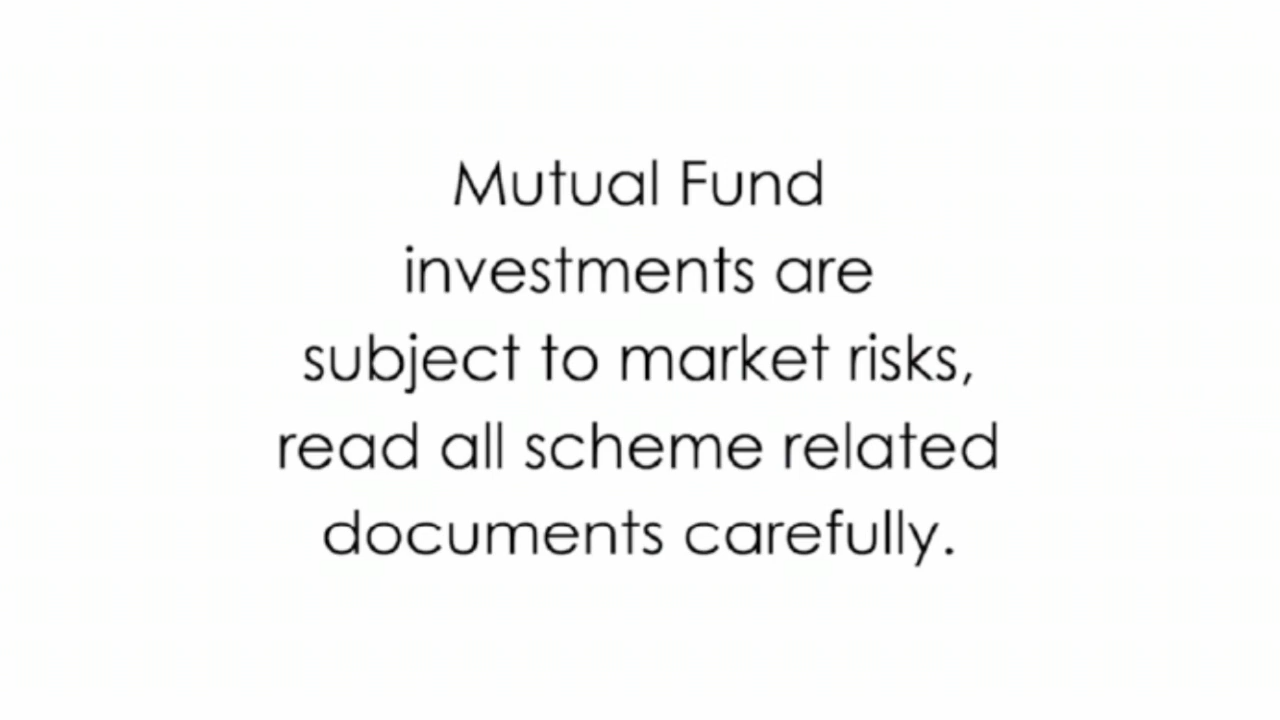 Mutual Fund
investments are
subject to market risks,
read all scheme related
documents carefully.